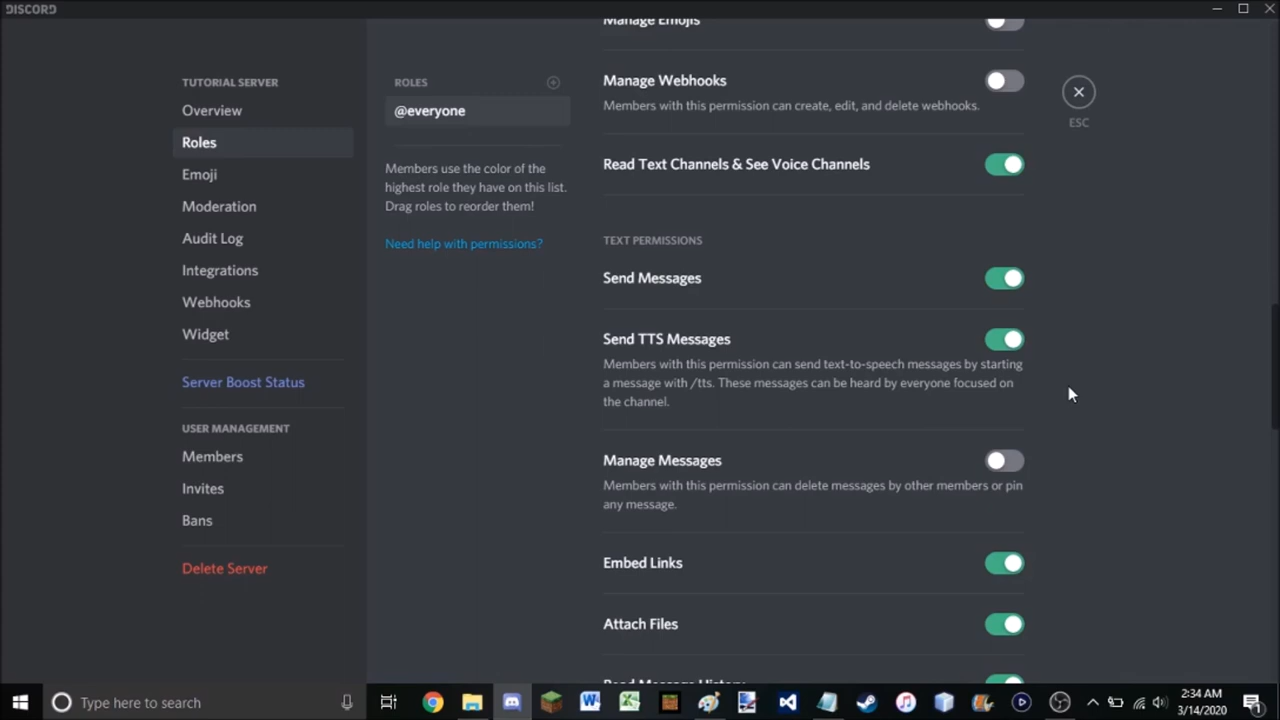 DISCORD
TUTORIAL SERVER
Overview
Roles
Emoji
Moderation
Audit Log
Integrations
Webhooks
Widget
Server Boost Status
USER MANAGEMENT
Members
Invites
Bans
Delete Server
ROLES
@everyone
Members use the color of the
highest role they have on this list.
Drag roles to reorder them!
Need help with permissions?
Manage Emojis
Manage Webhooks
Members with this permission can create, edit, and delete webhooks.
Read Text Channels & See Voice Channels
TEXT PERMISSIONS
Send Messages
Send TTS Messages
Members with this permission can send text-to-speech messages by starting
a message with /tts. These messages can be heard by everyone focused on
the channel.
Manage Messages
Members with this permission can delete messages by other members or pin
any message.
Embed Links
Attach Files
Read Message History
ESC
Type here to search
2:34 AM
3/14/2020
1